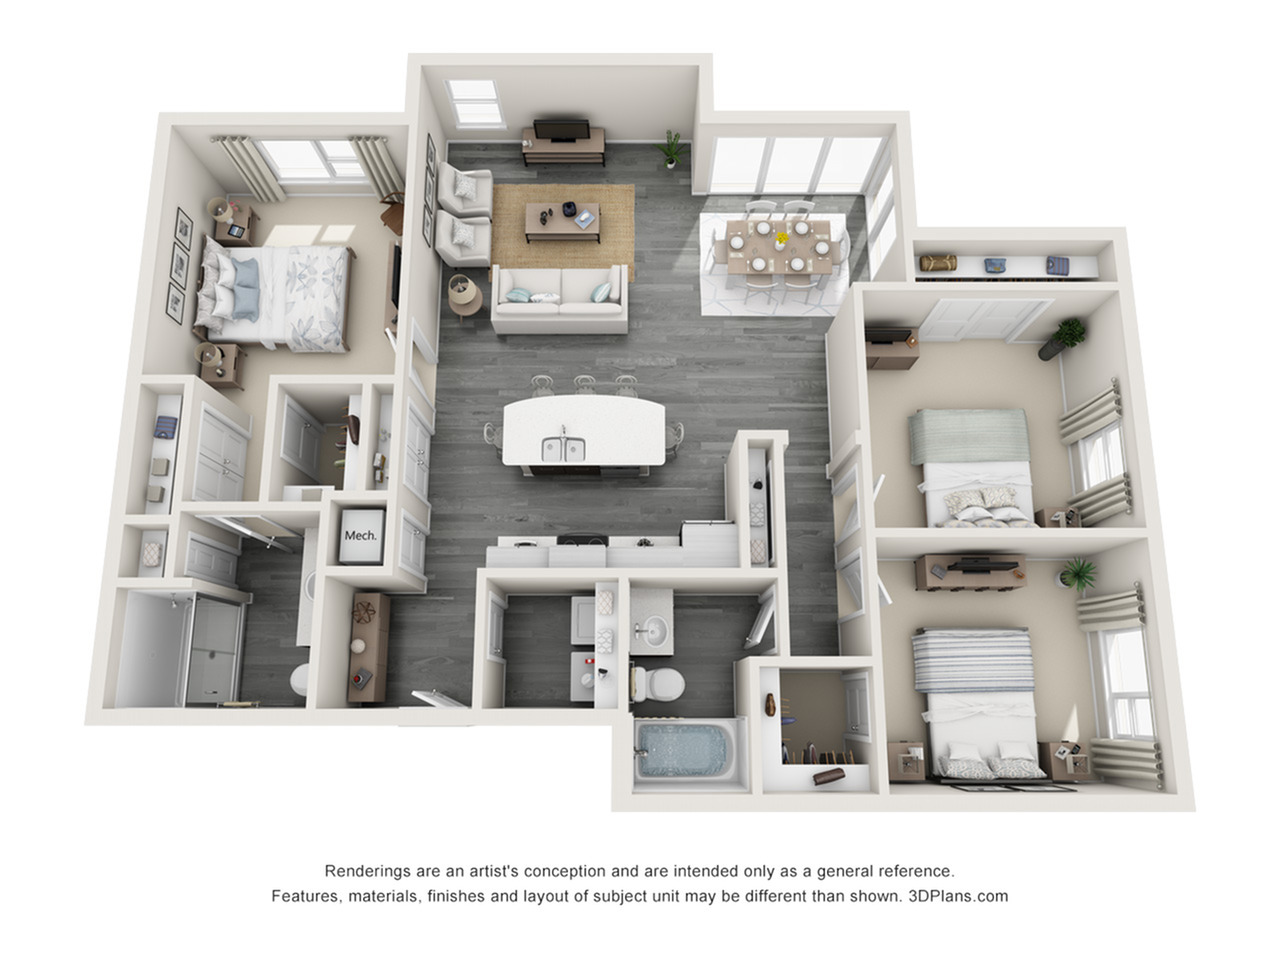 Mech.
Renderings are an artist's conception and are intended only as a general reference.
Features, materials, finishes and layout of subject unit may be different than shown. 3DPlans.com